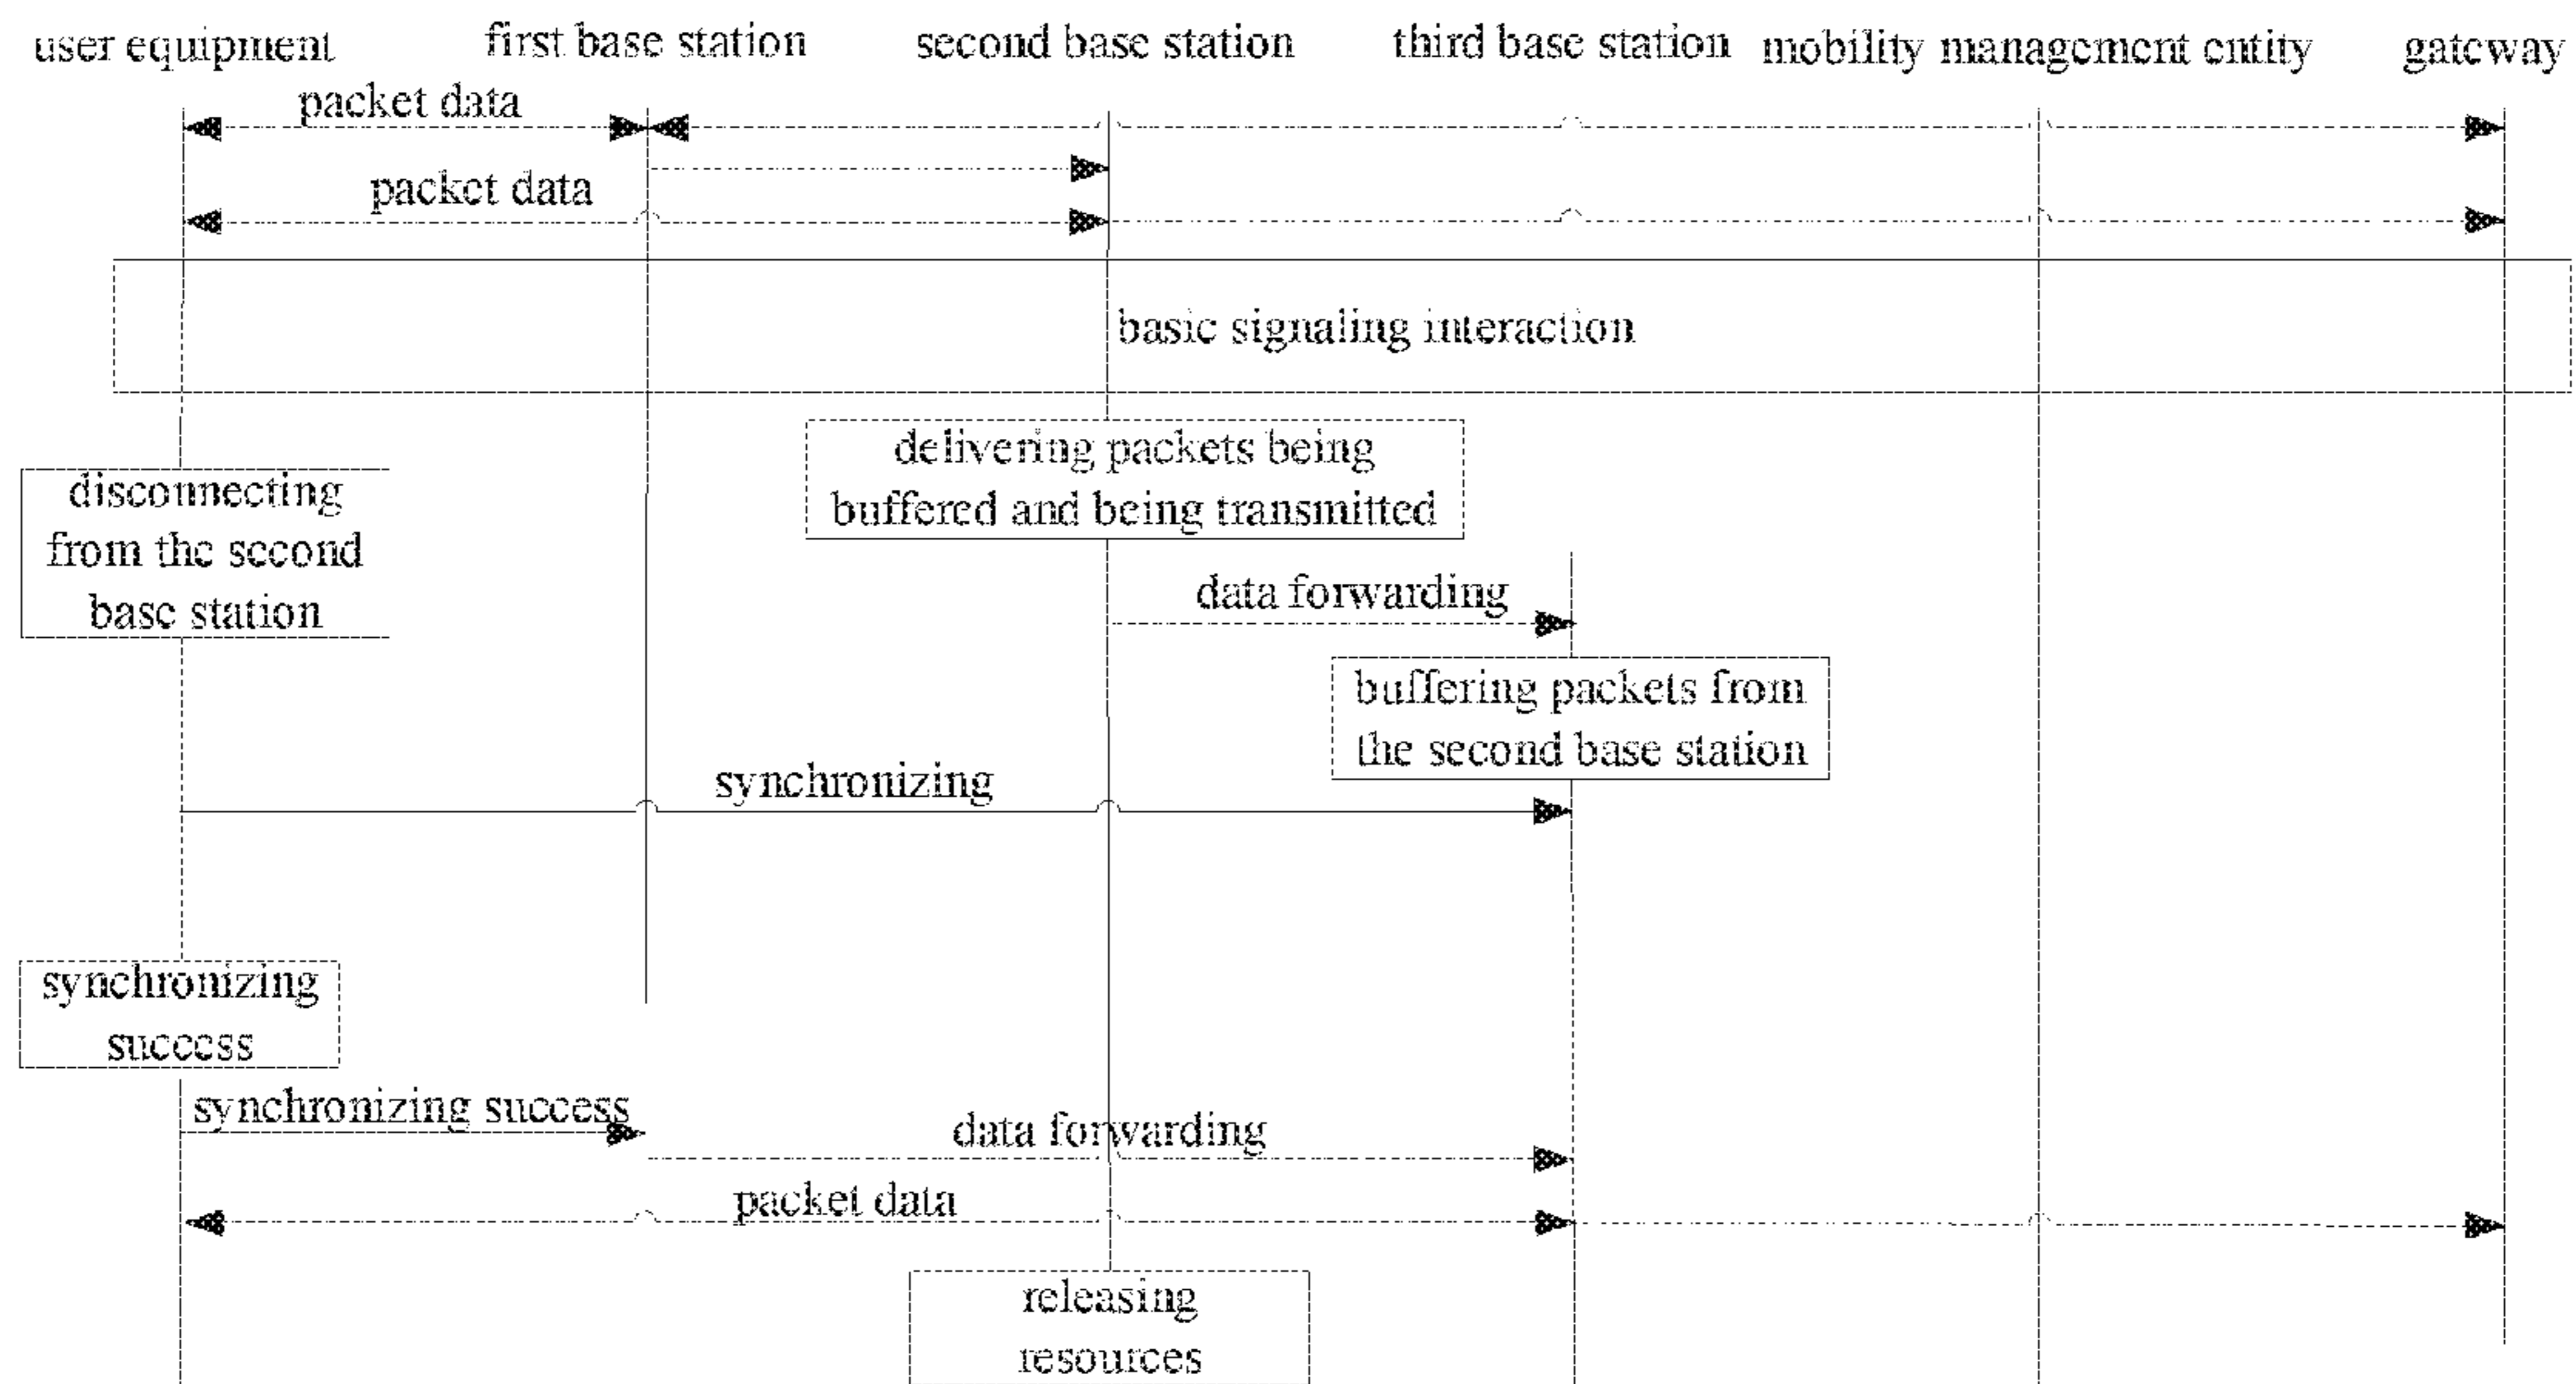 user equipment
first base station
second base station
third base station
mobility management entity
gateway
packet data
packet data
basic signaling interaction
delivering packets being
buffered and being transmitted
disconnecting
from the second
base station
data forwarding
buffering packets from
the second base station
synchronizing
synchronizing
success
synchronizing success
data forwarding
packet data
releasing
resources